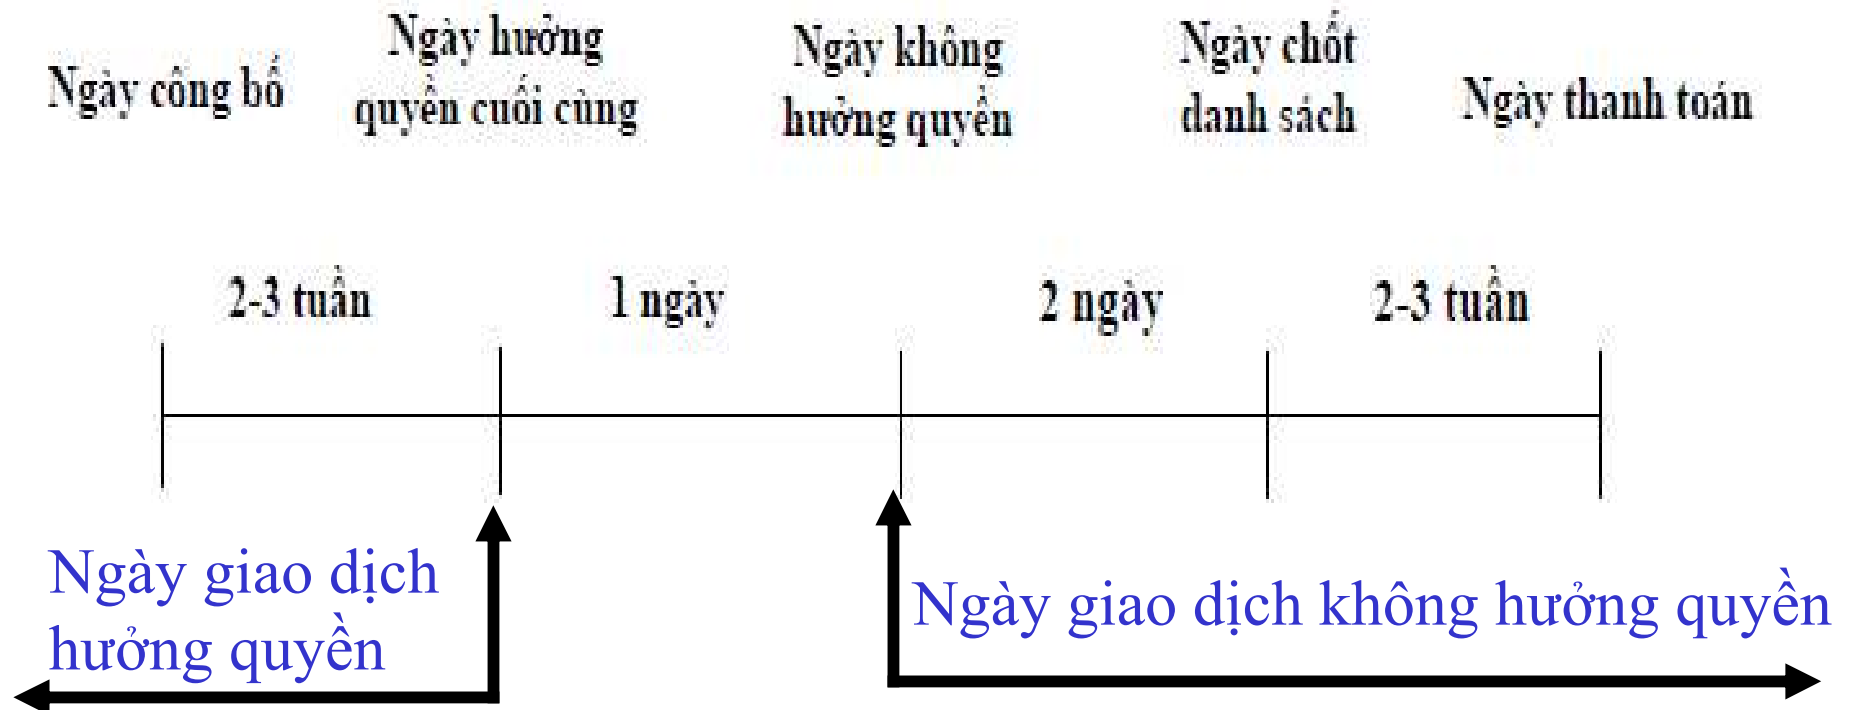 Ngày công bố
Ngày hưởng
quyền cuối cùng
Ngày không
hưởng quyền
Ngày chốt
danh sách
Ngày thanh toán
2-3 tuần
1 ngày
2 ngày
2-3 tuần
Ngày giao dịch
hưởng quyền
Ngày giao dịch không hưởng quyền